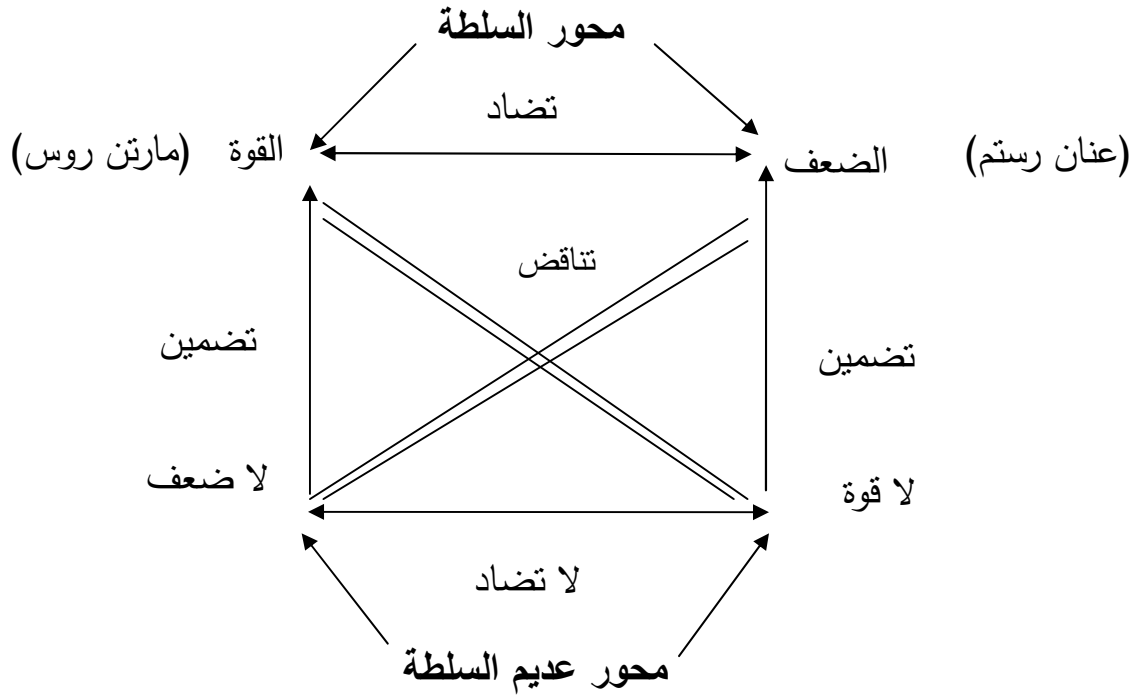 محور السلطة
تضاد
(عنان رستم) الضعف القوة (مارتن روس)
تناقض
تضمين تضمين
لا قوة لا ضعف
لا تضاد
محور عديم السلطة